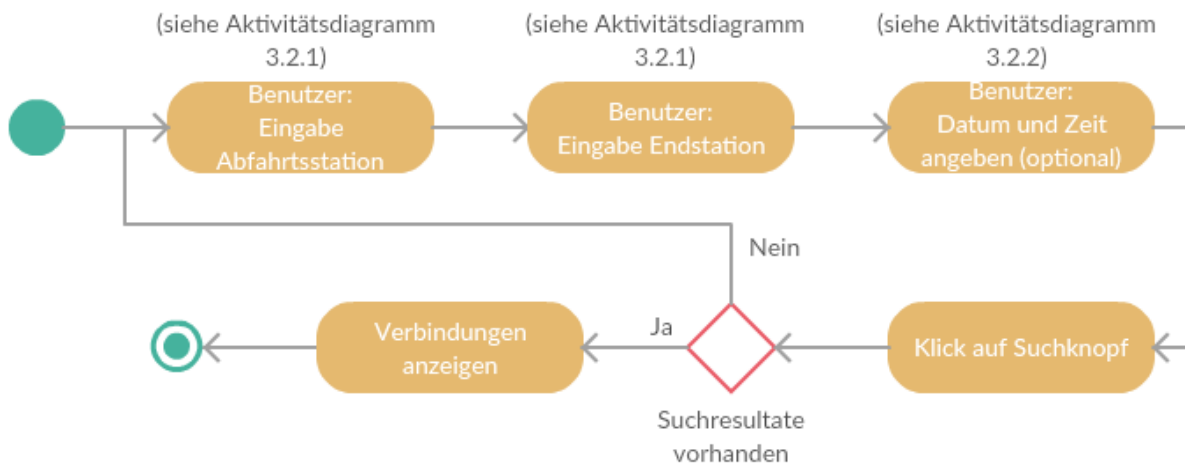 (siehe Aktivitätsdiagramm
3.2.1)
Benutzer:
Eingabe
Abfahrtsstation
(siehe Aktivitätsdiagramm
3.2.1)
Benutzer:
Eingabe Endstation
(siehe Aktivitätsdiagramm
3.2.2)
Benutzer:
Datum und Zeit
angeben (optional)
Klick auf Suchknopf
Suchresultate
vorhanden
Nein
Ja
Verbindungen
anzeigen